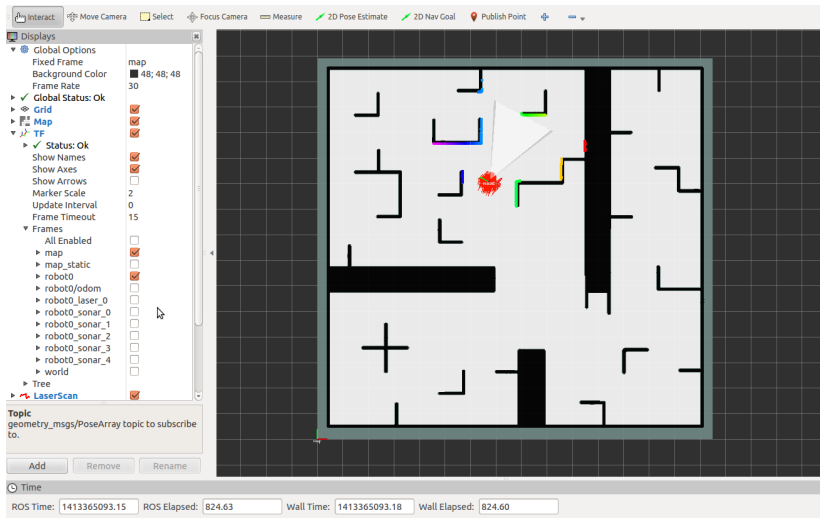 Interact Move Camera Select Focus Camera Measure 2D Pose Estimate 2D Nav Goal Publish Point
Displays
Global Options
Fixed Frame map
Background Color 48; 48; 48
Frame Rate 30
Global Status: Ok
Grid
Map
TF
Status: Ok
Show Names
Show Axes
Show Arrows
Marker Scale 2
Update Interval 0
Frame Timeout 15
Frames
All Enabled
map
map_static
robot0
robot0/odom
robot0_laser_0
robot0_sonar_0
robot0_sonar_1
robot0_sonar_2
robot0_sonar_3
robot0_sonar_4
world
Tree
LaserScan
Topic
geometry_msgs/PoseArray topic to subscribe
to.
Add Remove Rename
Time
ROS Time: 1413365093.15 ROS Elapsed: 824.63 Wall Time: 1413365093.18 Wall Elapsed: 824.60